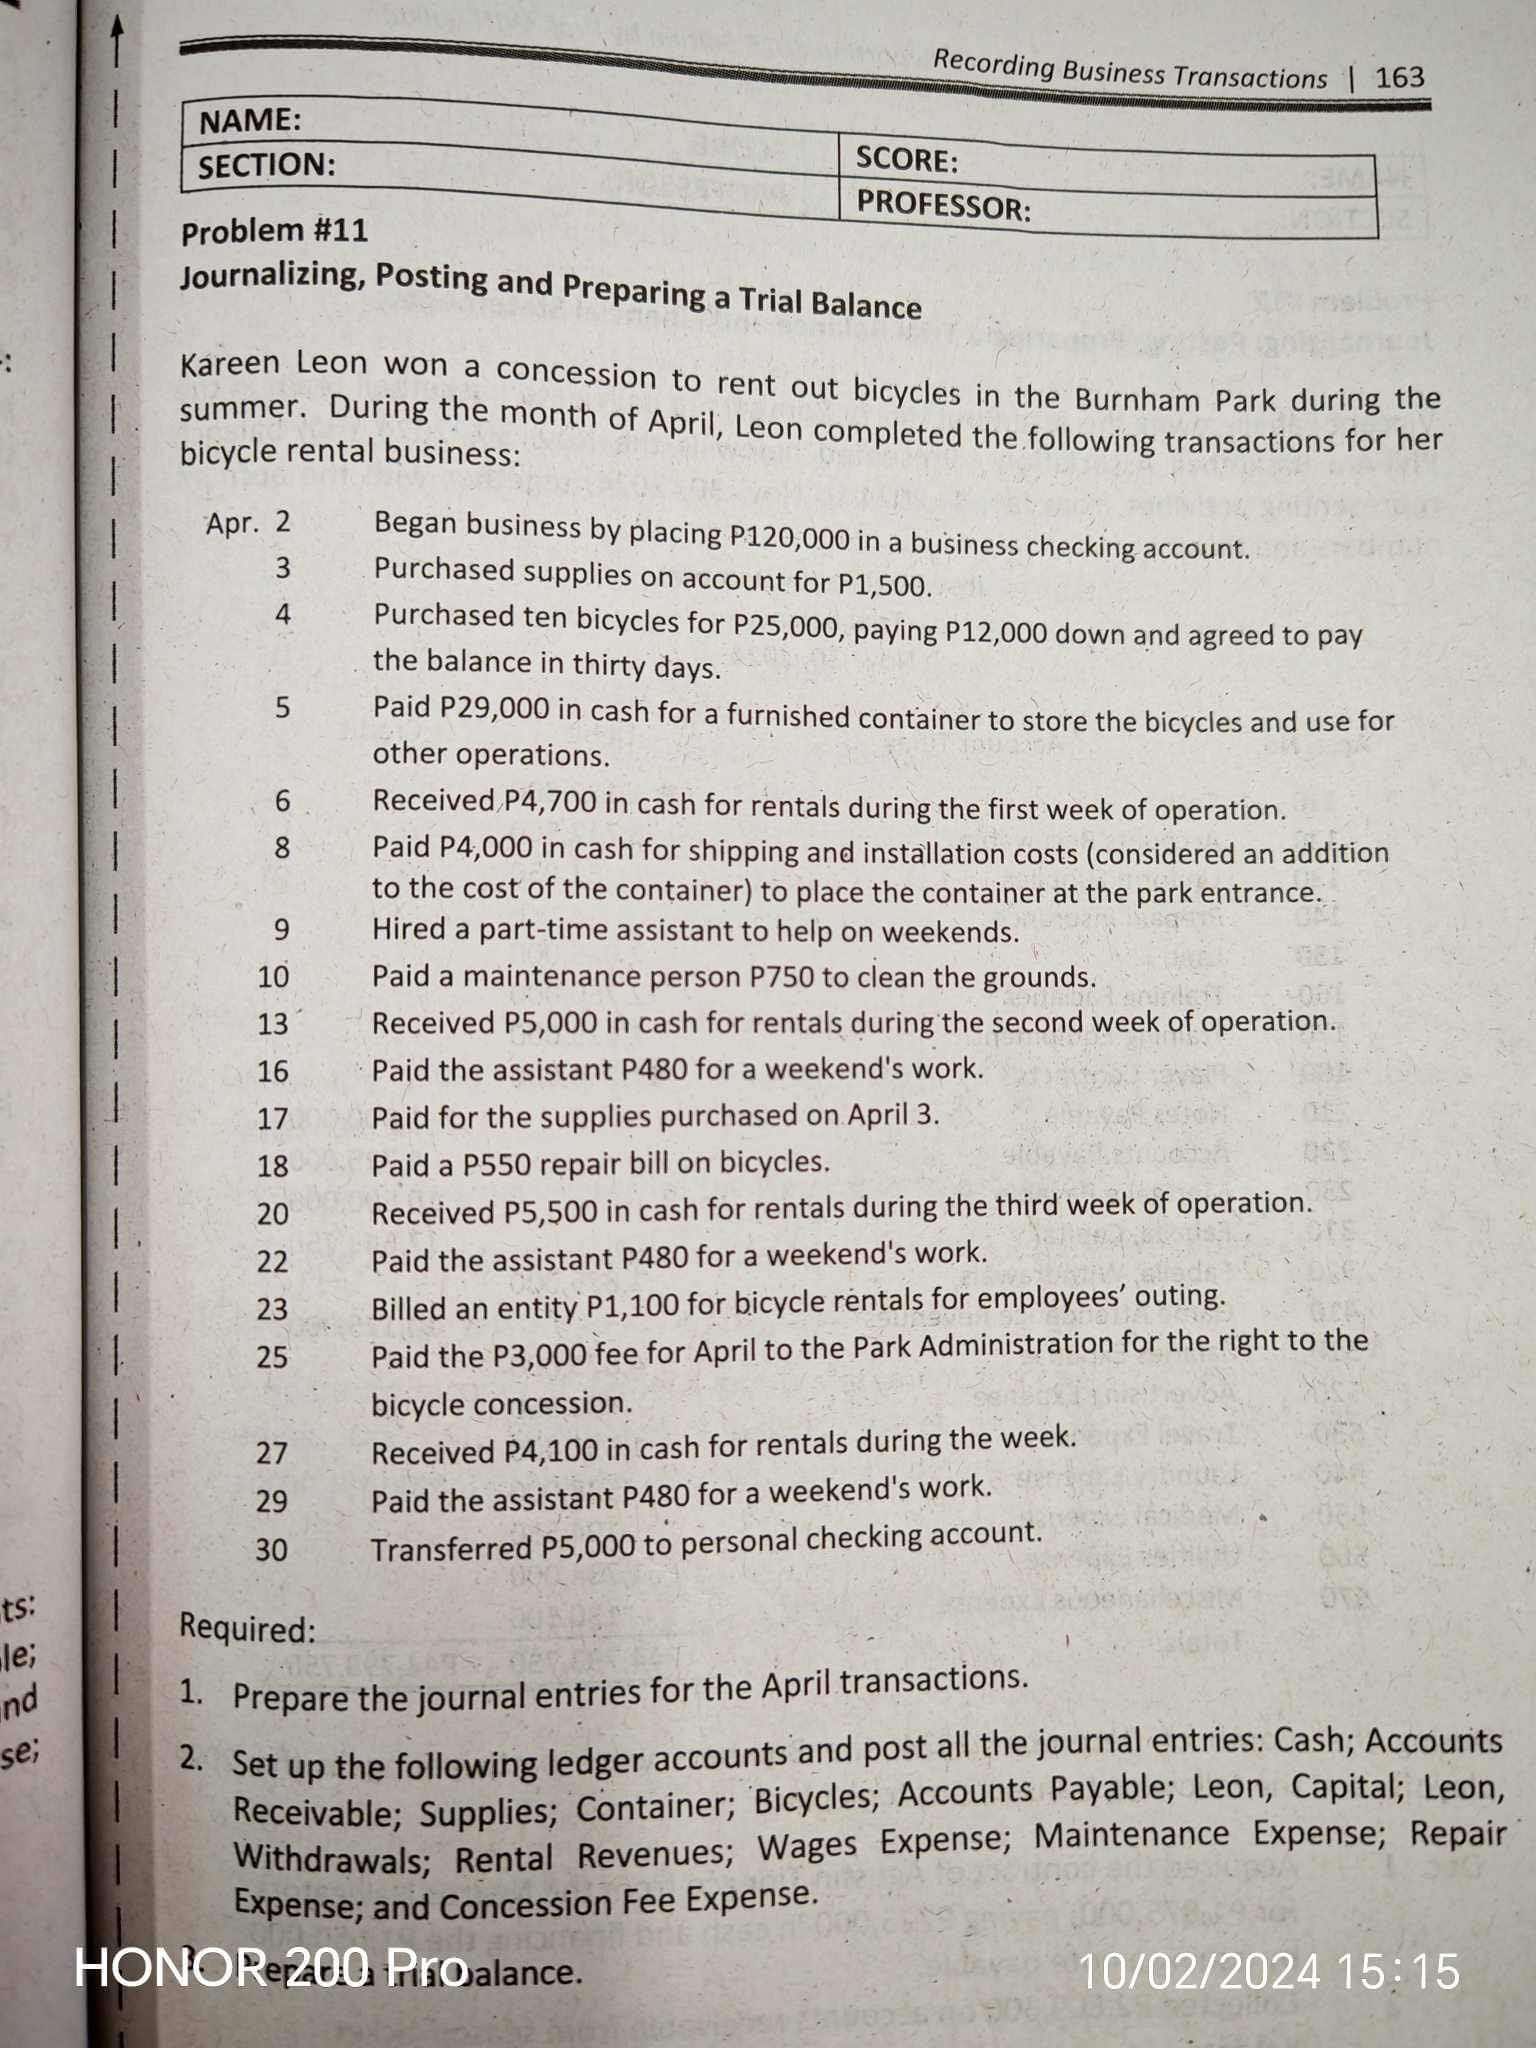 Recording Business Transactions | 163
NAME:
SECTION:
SCORE:
PROFESSOR:
Problem #11
Journalizing, Posting and Preparing a Trial Balance
Kareen Leon won a concession to rent out bicycles in the Burnham Park during the
summer. During the month of April, Leon completed the following transactions for her
bicycle rental business:
Apr. 2 Began business by placing P120,000 in a business checking account.
3 Purchased supplies on account for P1,500.
4 Purchased ten bicycles for P25,000, paying P12,000 down and agreed to pay
the balance in thirty days.
5 Paid P29,000 in cash for a furnished container to store the bicycles and use for
other operations.
6 Received P4,700 in cash for rentals during the first week of operation.
8 Paid P4,000 in cash for shipping and installation costs (considered an addition
to the cost of the container) to place the container at the park entrance.
9 Hired a part-time assistant to help on weekends.
10 Paid a maintenance person P750 to clean the grounds.
13 Received P5,000 in cash for rentals during the second week of operation.
16 Paid the assistant P480 for a weekend's work.
17 Paid for the supplies purchased on April 3.
18 Paid a P550 repair bill on bicycles.
20 Received P5,500 in cash for rentals during the third week of operation.
22 Paid the assistant P480 for a weekend's work.
23 Billed an entity P1,100 for bicycle rentals for employees’ outing.
25 Paid the P3,000 fee for April to the Park Administration for the right to the
bicycle concession.
27 Received P4,100 in cash for rentals during the week.
29 Paid the assistant P480 for a weekend's work.
30 Transferred P5,000 to personal checking account.
Required:
1. Prepare the journal entries for the April transactions.
2. Set up the following ledger accounts and post all the journal entries: Cash; Accounts
Receivable; Supplies; Container; Bicycles; Accounts Payable; Leon, Capital; Leon,
Withdrawals; Rental Revenues; Wages Expense; Maintenance Expense; Repair
Expense; and Concession Fee Expense.
3. Prepare a trial balance.
HONOR 200 Pro
10/02/2024 15:15